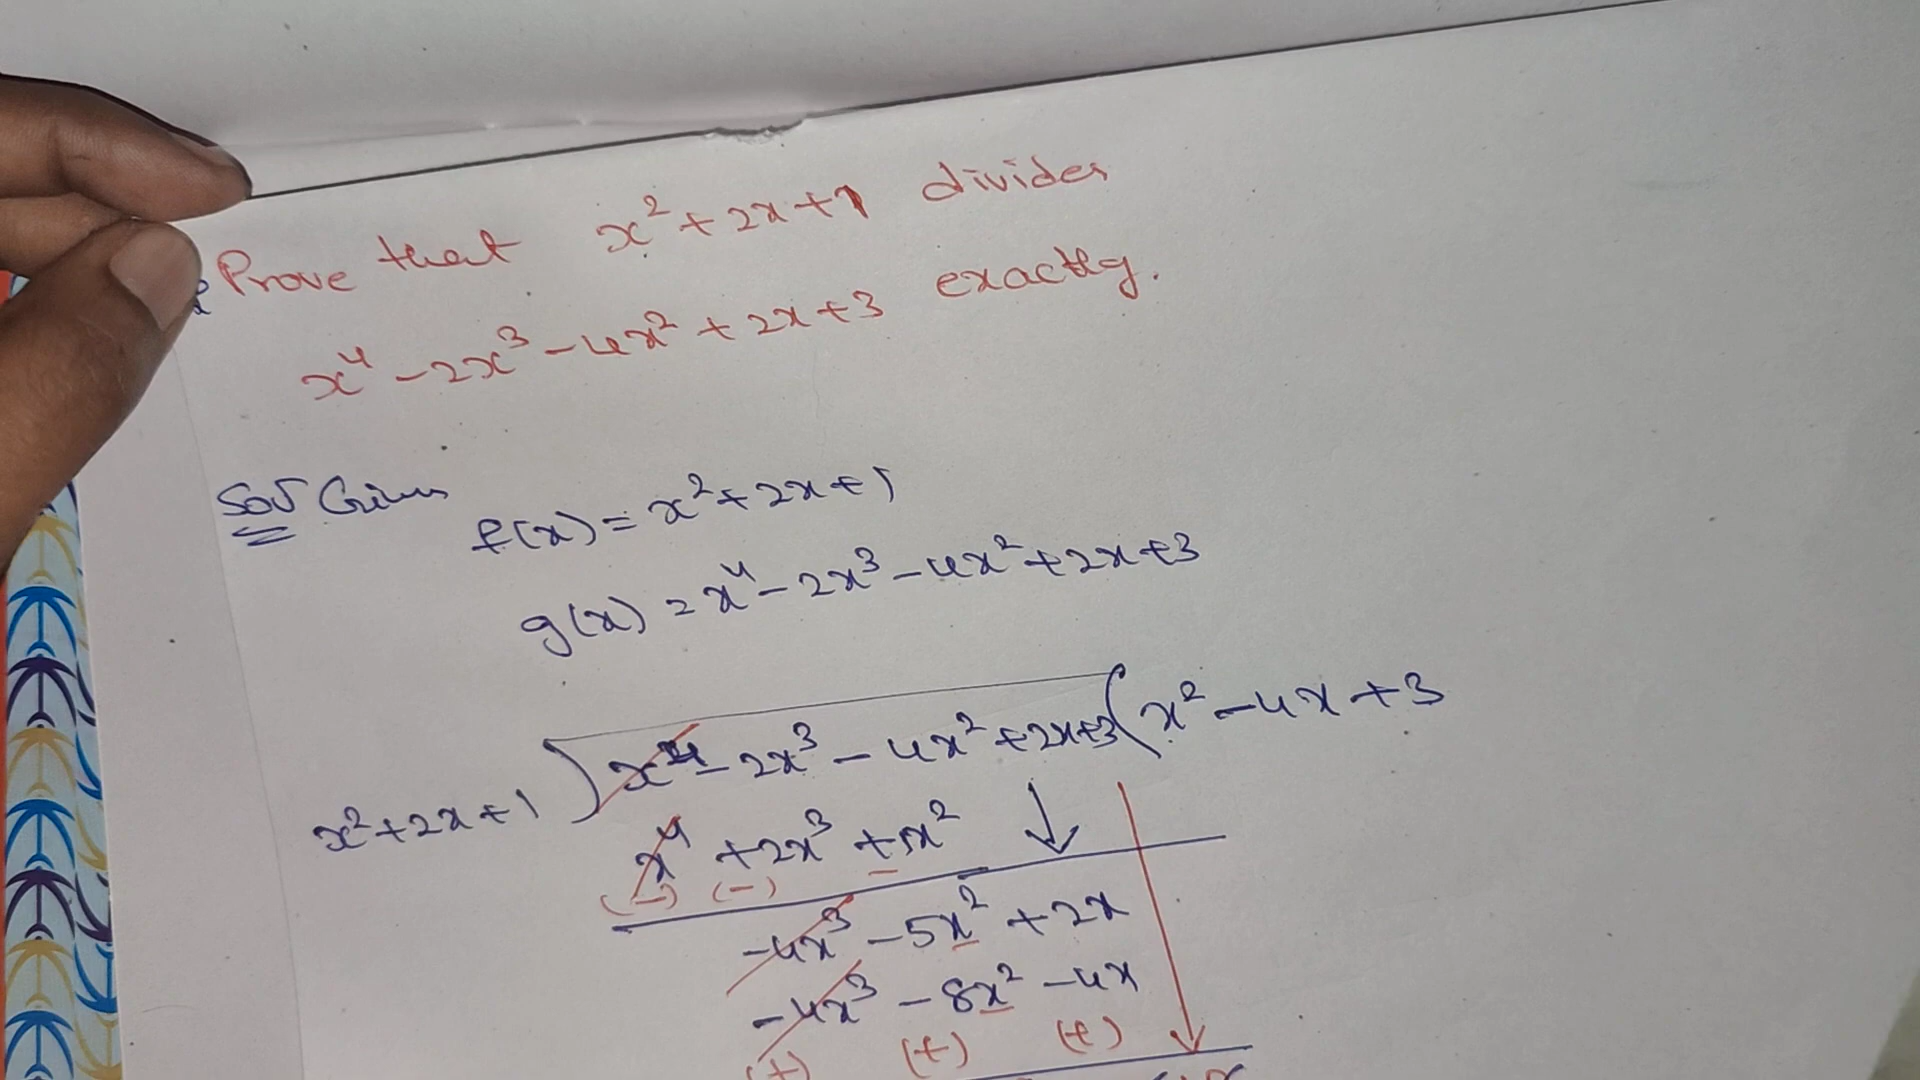 Prove that x² + 2x + 1 divides
x⁴ - 2x³ - 4x² + 2x + 3 exactly.
Sol Given
f(x) = x² + 2x + 1
g(x) = x⁴ - 2x³ - 4x² + 2x + 3
x² + 2x + 1 ) x⁴ - 2x³ - 4x² + 2x + 3 ( x² - 4x + 3
x⁴ + 2x³ + 1x²
(-) (-) -
-4x³ - 5x² + 2x
-4x³ - 8x² - 4x
(+) (+) (+)